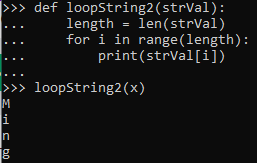 >>> def loopString2(strVal):
...     length = len(strVal)
...     for i in range(length):
...         print(strVal[i])
...
>>> loopString2(x)
M
i
n
g